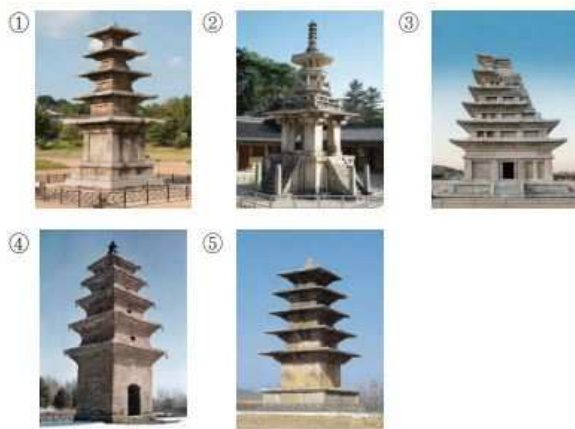 ① ② ③
④ ⑤